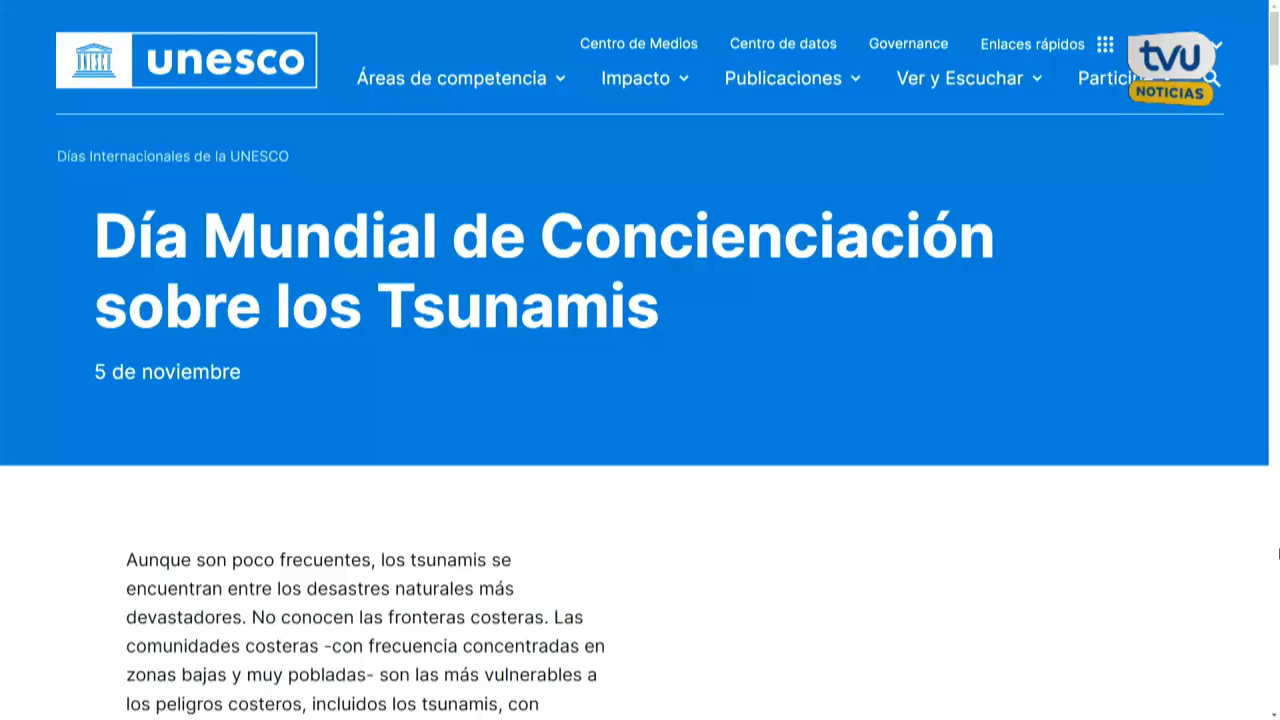 unesco
Centro de Medios Centro de datos Governance Enlaces rápidos
Áreas de competencia Impacto Publicaciones Ver y Escuchar Particip
tvu
NOTICIAS
Días Internacionales de la UNESCO
Día Mundial de Concienciación
sobre los Tsunamis
5 de noviembre
Aunque son poco frecuentes, los tsunamis se
encuentran entre los desastres naturales más
devastadores. No conocen las fronteras costeras. Las
comunidades costeras -con frecuencia concentradas en
zonas bajas y muy pobladas- son las más vulnerables a
los peligros costeros, incluidos los tsunamis, con